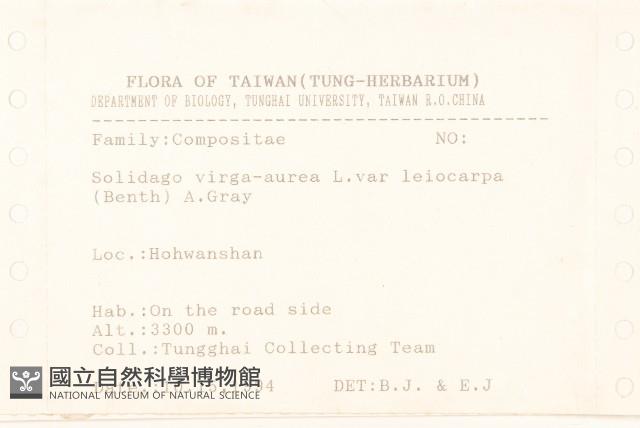 FLORA OF TAIWAN(TUNG-HERBARIUM)
DEPARTMENT OF BIOLOGY, TUNGHAI UNIVERSITY, TAIWAN R.O.CHINA
Family:Compositae NO:
Solidago virga-aurea L.var leiocarpa
(Benth) A.Gray
Loc.:Hohwanshan
Hab.:On the road side
Alt.:3300 m.
Coll.:Tungghai Collecting Team
DET:B.J. & E.J
國立自然科學博物館
NATIONAL MUSEUM OF NATURAL SCIENCE